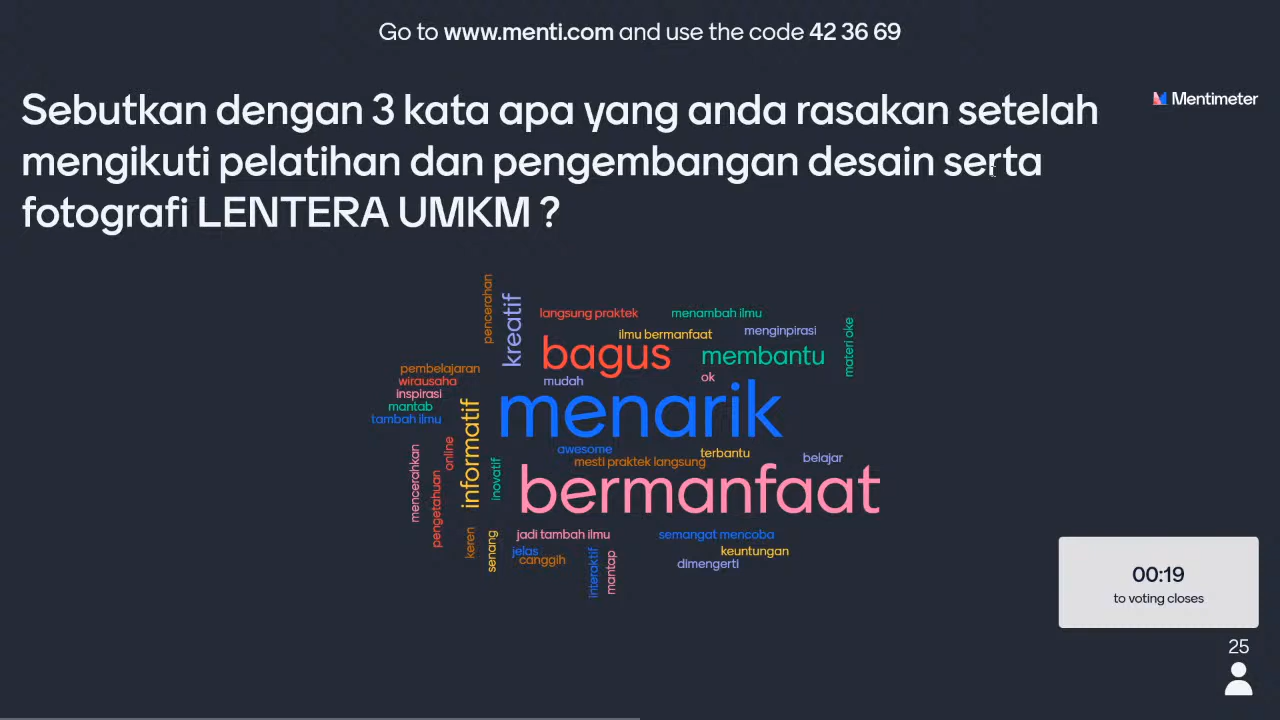 Go to www.menti.com and use the code 42 36 69
Mentimeter
Sebutkan dengan 3 kata apa yang anda rasakan setelah
mengikuti pelatihan dan pengembangan desain serta
fotografi LENTERA UMKM ?
pencerahan
kreatif
langsung praktek
menambah ilmu
ilmu bermanfaat
menginpirasi
materi oke
bagus
membantu
pembelajaran
wirausaha
mudah
ok
inspirasi
mantab
tambah ilmu
menarik
informatif
online
mencerahkan
pengetahuan
inovatif
awesome
terbantu
mesti praktek langsung
belajar
bermanfaat
keren
senang
jadi tambah ilmu
semangat mencoba
jelas
canggih
keuntungan
dimengerti
interaktif
mantap
00:19
to voting closes
25